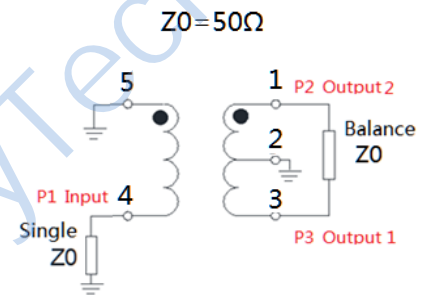 Z0=50Ω
5
1 P2 Output2
2
Balance
Z0
P1 Input 4
3
Single
Z0
P3 Output 1